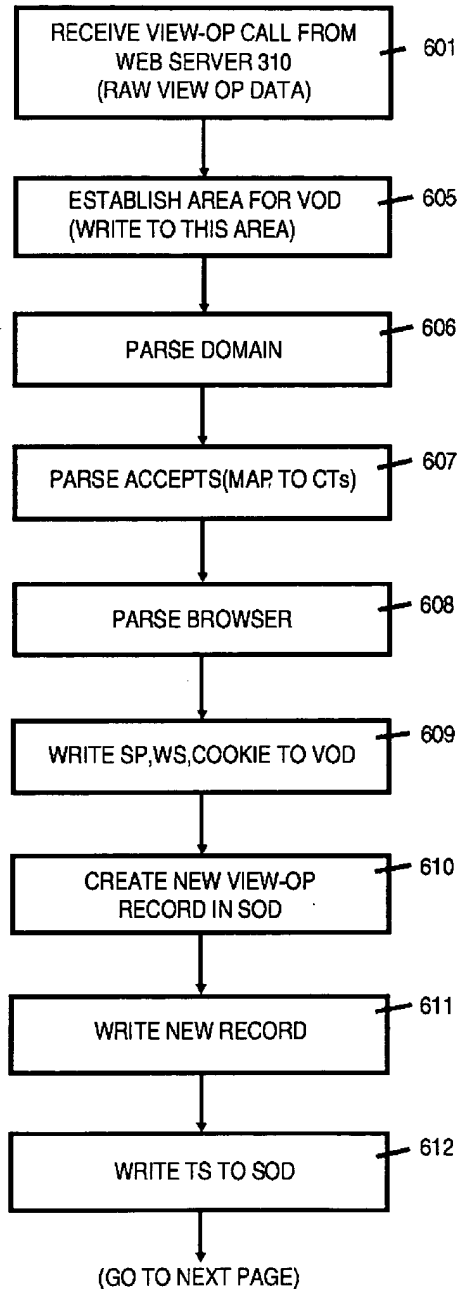 RECEIVE VIEW-OP CALL FROM
WEB SERVER 310
(RAW VIEW OP DATA)
601
ESTABLISH AREA FOR VOD
(WRITE TO THIS AREA)
605
PARSE DOMAIN
606
PARSE ACCEPTS(MAP TO CTs)
607
PARSE BROWSER
608
WRITE SP,WS,COOKIE TO VOD
609
CREATE NEW VIEW-OP
RECORD IN SOD
610
WRITE NEW RECORD
611
WRITE TS TO SOD
612
(GO TO NEXT PAGE)